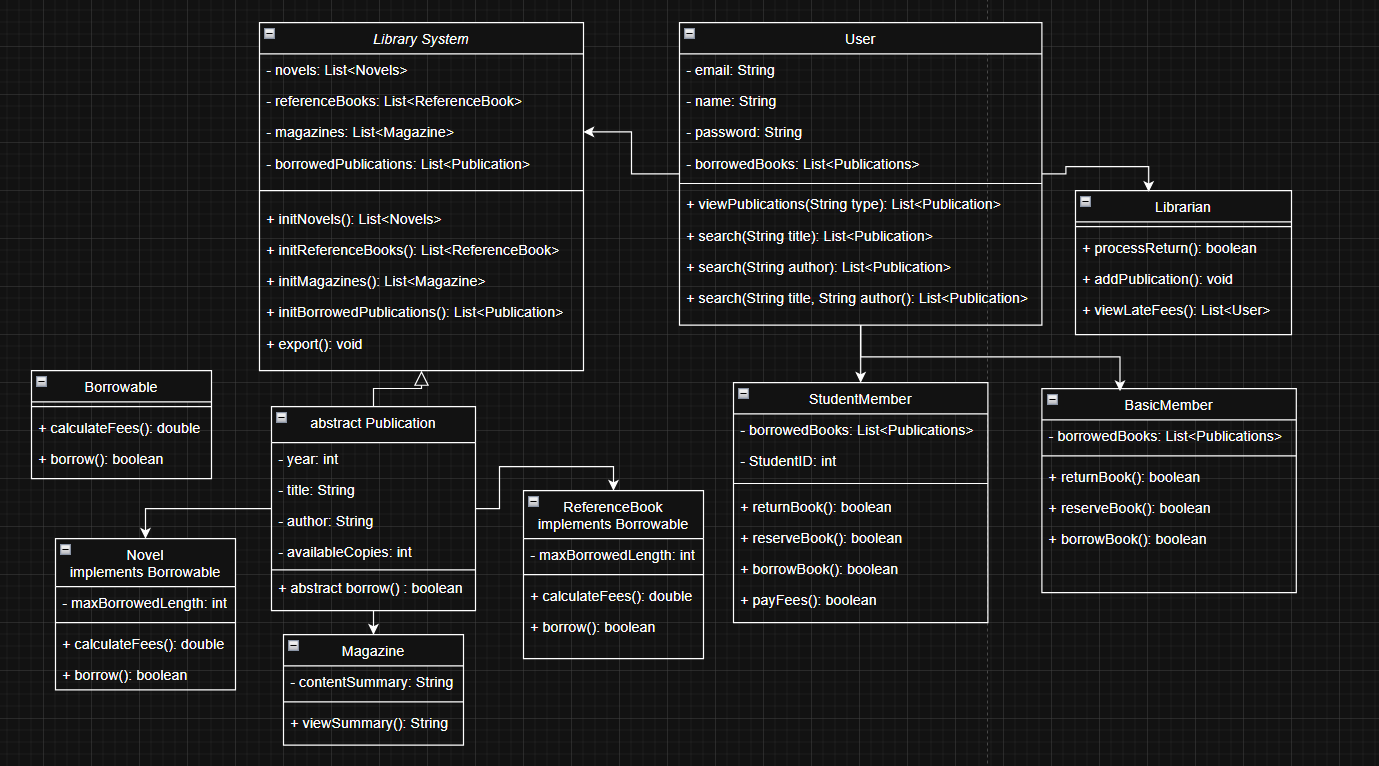 Library System
- novels: List<Novels>
- referenceBooks: List<ReferenceBook>
- magazines: List<Magazine>
- borrowedPublications: List<Publication>
+ initNovels(): List<Novels>
+ initReferenceBooks(): List<ReferenceBook>
+ initMagazines(): List<Magazine>
+ initBorrowedPublications(): List<Publication>
+ export(): void
User
- email: String
- name: String
- password: String
- borrowedBooks: List<Publications>
+ viewPublications(String type): List<Publication>
+ search(String title): List<Publication>
+ search(String author): List<Publication>
+ search(String title, String author(): List<Publication>
Librarian
+ processReturn(): boolean
+ addPublication(): void
+ viewLateFees(): List<User>
Borrowable
+ calculateFees(): double
+ borrow(): boolean
abstract Publication
- year: int
- title: String
- author: String
- availableCopies: int
+ abstract borrow() : boolean
StudentMember
- borrowedBooks: List<Publications>
- StudentID: int
+ returnBook(): boolean
+ reserveBook(): boolean
+ borrowBook(): boolean
+ payFees(): boolean
BasicMember
- borrowedBooks: List<Publications>
+ returnBook(): boolean
+ reserveBook(): boolean
+ borrowBook(): boolean
Novel
implements Borrowable
- maxBorrowedLength: int
+ calculateFees(): double
+ borrow(): boolean
ReferenceBook
implements Borrowable
- maxBorrowedLength: int
+ calculateFees(): double
+ borrow(): boolean
Magazine
- contentSummary: String
+ viewSummary(): String